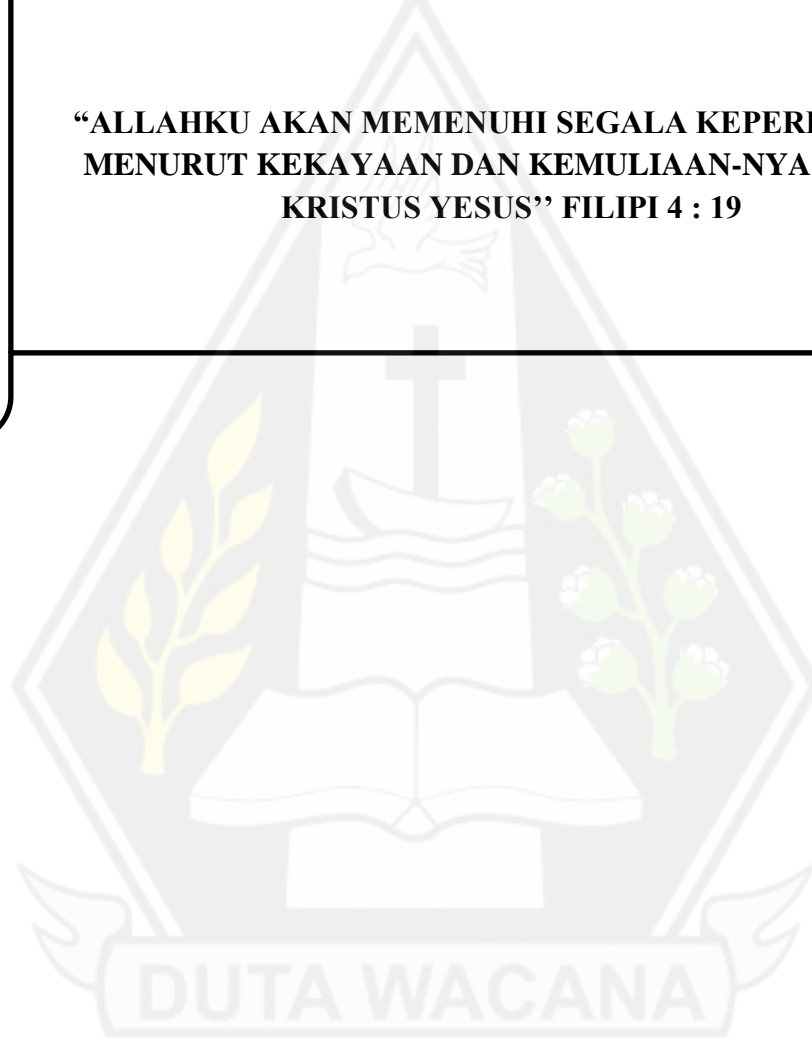 “ALLAHKU AKAN MEMENUHI SEGALA
MENURUT KEKAYAAN DAN KEMULIAAN-NYA
KRISTUS YESUS’’ FILIPI 4 : 19
DUTA WACANA